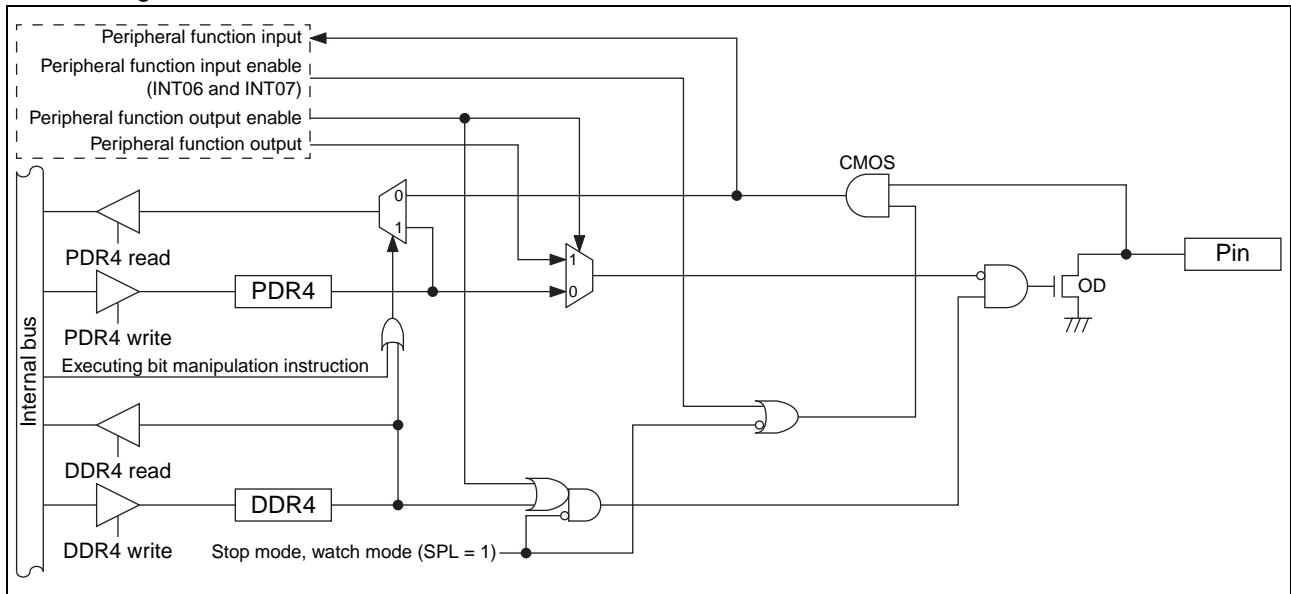 Peripheral function input
Peripheral function input enable
(INT06 and INT07)
Peripheral function output enable
Peripheral function output
CMOS
0
1
PDR4 read
1
Pin
PDR4
0
OD
PDR4 write
Internal bus
Executing bit manipulation instruction
DDR4 read
DDR4
DDR4 write
Stop mode, watch mode (SPL = 1)